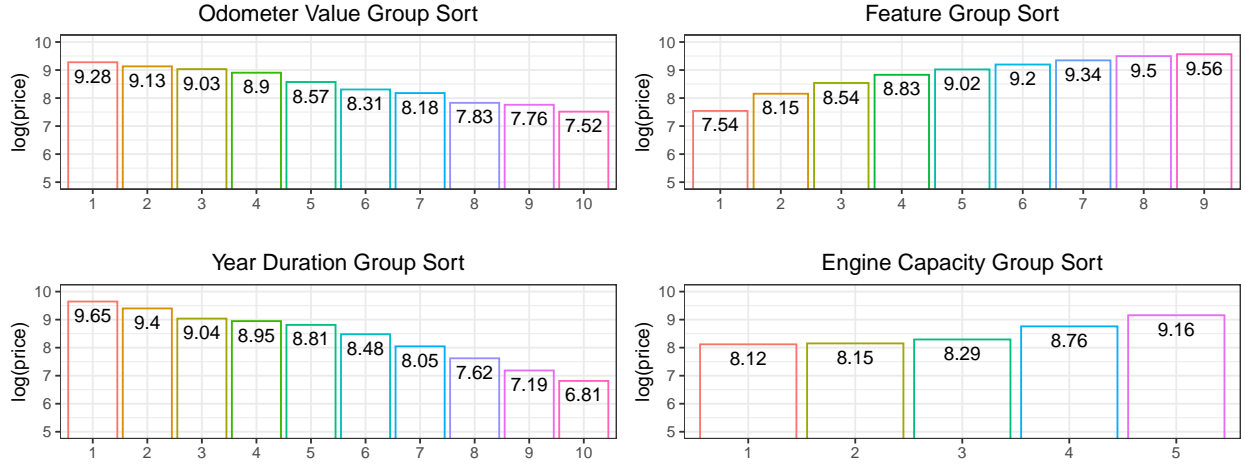 Odometer Value Group Sort
log(price)
10
9
8
7
6
5
9.28 9.13 9.03 8.9 8.57 8.31 8.18 7.83 7.76 7.52
1 2 3 4 5 6 7 8 9 10
Feature Group Sort
log(price)
10
9
8
7
6
5
7.54 8.15 8.54 8.83 9.02 9.2 9.34 9.5 9.56
1 2 3 4 5 6 7 8 9
Year Duration Group Sort
log(price)
10
9
8
7
6
5
9.65 9.4 9.04 8.95 8.81 8.48 8.05 7.62 7.19 6.81
1 2 3 4 5 6 7 8 9 10
Engine Capacity Group Sort
log(price)
10
9
8
7
6
5
8.12 8.15 8.29 8.76 9.16
1 2 3 4 5